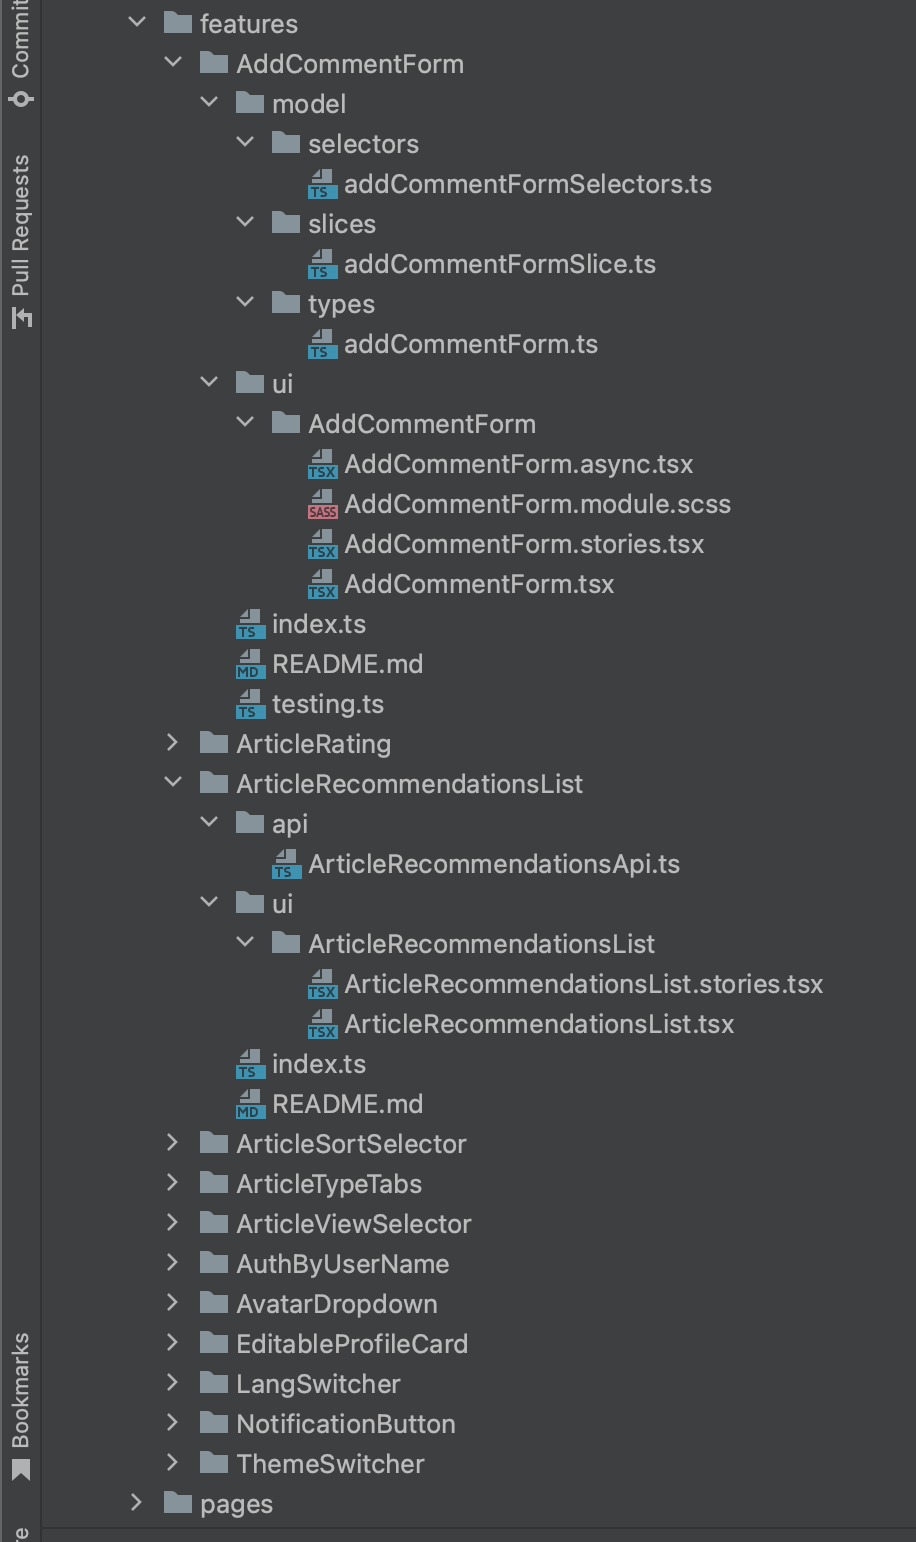 Commit
Pull Requests
Bookmarks
re
features
AddCommentForm
model
selectors
TS addCommentFormSelectors.ts
slices
TS addCommentFormSlice.ts
types
TS addCommentForm.ts
ui
AddCommentForm
TSX AddCommentForm.async.tsx
SASS AddCommentForm.module.scss
TSX AddCommentForm.stories.tsx
TSX AddCommentForm.tsx
TS index.ts
MD README.md
TS testing.ts
ArticleRating
ArticleRecommendationsList
api
TS ArticleRecommendationsApi.ts
ui
ArticleRecommendationsList
TSX ArticleRecommendationsList.stories.tsx
TSX ArticleRecommendationsList.tsx
TS index.ts
MD README.md
ArticleSortSelector
ArticleTypeTabs
ArticleViewSelector
AuthByUserName
AvatarDropdown
EditableProfileCard
LangSwitcher
NotificationButton
ThemeSwitcher
pages